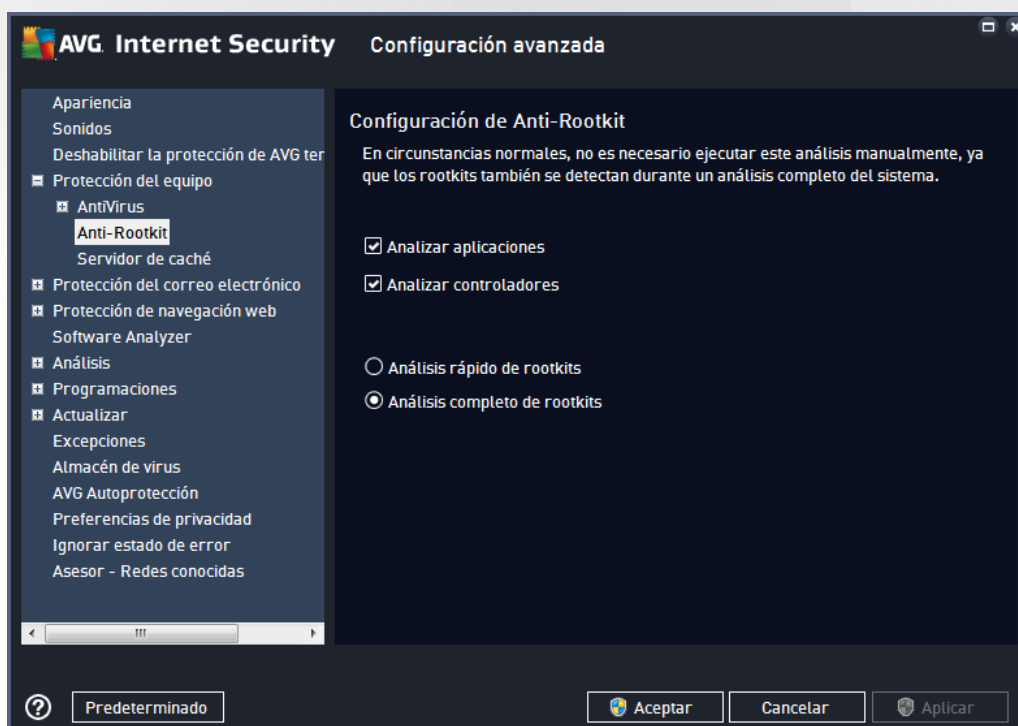 AVG. Internet Security Configuración avanzada
Apariencia
Sonidos
Deshabilitar la protección de AVG ter
Protección del equipo
AntiVirus
Anti-Rootkit
Servidor de caché
Protección del correo electrónico
Protección de navegación web
Software Analyzer
Análisis
Programaciones
Actualizar
Excepciones
Almacén de virus
AVG Autoprotección
Preferencias de privacidad
Ignorar estado de error
Asesor - Redes conocidas
Configuración de Anti-Rootkit
En circunstancias normales, no es necesario ejecutar este análisis manualmente, ya
que los rootkits también se detectan durante un análisis completo del sistema.
Analizar aplicaciones
Analizar controladores
Análisis rápido de rootkits
Análisis completo de rootkits
Predeterminado
Aceptar
Cancelar
Aplicar